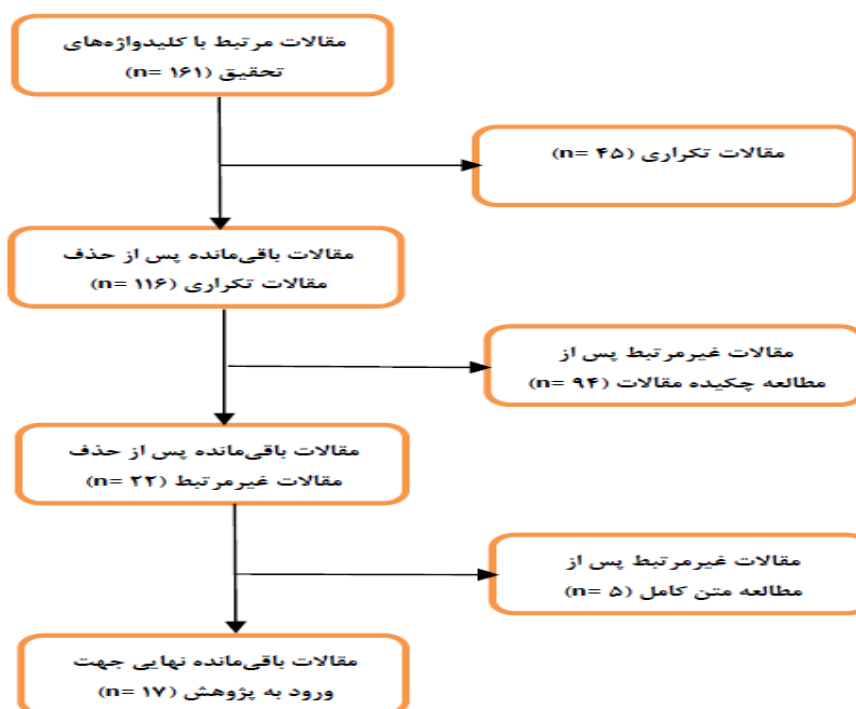 مقالات مرتبط با کلیدواژه‌های
تحقیق (n= ۱۶۱)
مقالات تکراری (n= ۴۵)
مقالات باقی‌مانده پس از حذف
مقالات تکراری (n= ۱۱۶)
مقالات غیرمرتبط پس از
مطالعه چکیده مقالات (n= ۹۴)
مقالات باقی‌مانده پس از حذف
مقالات غیرمرتبط (n= ۲۲)
مقالات غیرمرتبط پس از
مطالعه متن کامل (n= ۵)
مقالات باقی‌مانده نهایی جهت
ورود به پژوهش (n= ۱۷)